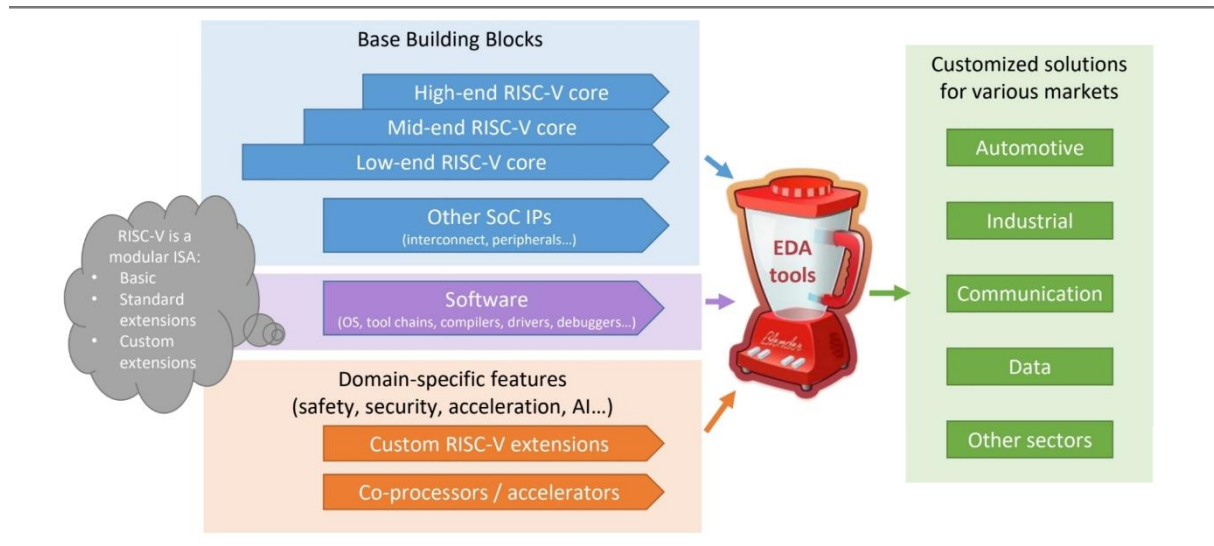 RISC-V is a
modular ISA:
• Basic
• Standard
extensions
• Custom
extensions
Base Building Blocks
High-end RISC-V core
Mid-end RISC-V core
Low-end RISC-V core
Other SoC IPs
(interconnect, peripherals...)
Software
(OS, tool chains, compilers, drivers, debuggers...)
Domain-specific features
(safety, security, acceleration, AI...)
Custom RISC-V extensions
Co-processors / accelerators
EDA
tools
Blender
Customized solutions
for various markets
Automotive
Industrial
Communication
Data
Other sectors